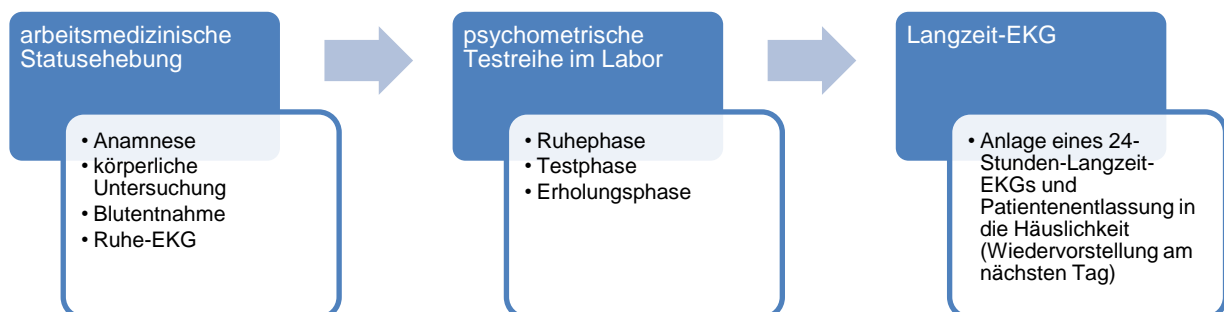 arbeitsmedizinische
Statusehebung
• Anamnese
• körperliche
Untersuchung
• Blutentnahme
• Ruhe-EKG
psychometrische
Testreihe im Labor
• Ruhephase
• Testphase
• Erholungsphase
Langzeit-EKG
• Anlage eines 24-
Stunden-Langzeit-
EKGs und
Patientenentlassung in
die Häuslichkeit
(Wiedervorstellung am
nächsten Tag)